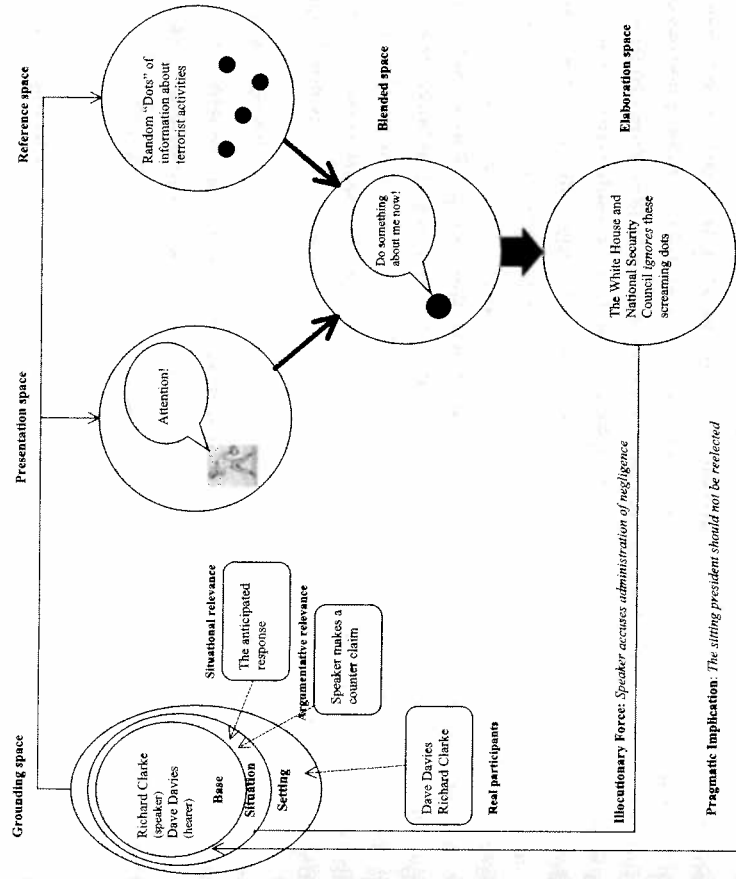 Grounding space
Presentation space
Reference space
Richard Clarke
(speaker)
Dave Davies
(hearer)
Base
Situation
Setting
Situational relevance
The anticipated
response
Argumentative relevance
Speaker makes a
counter claim
Dave Davies
Richard Clarke
Real participants
Attention!
Random “Dots” of
information about
terrorist activities
Blended space
Do something
about me now!
Elaboration space
The White House and
National Security
Council ignores these
screaming dots
Illocutionary Force: Speaker accuses administration of negligence
Pragmatic Implication: The sitting president should not be reelected